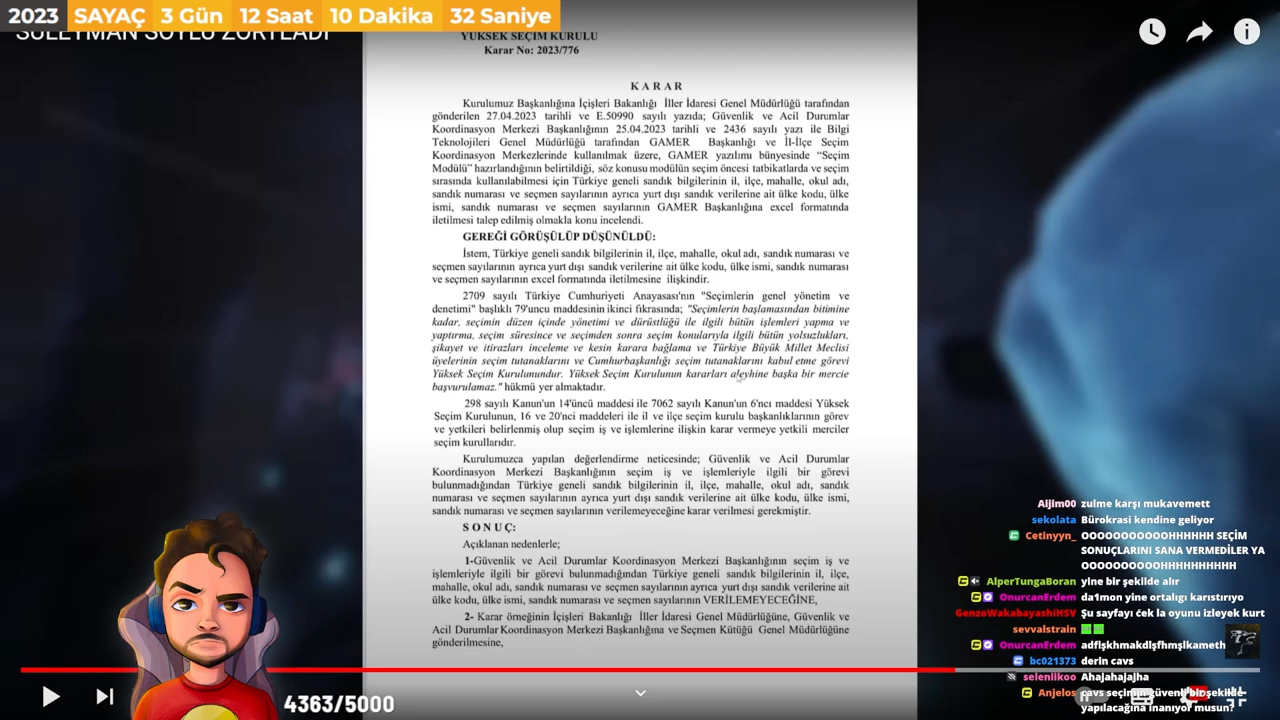 2023 SAYAÇ 3 Gün 12 Saat 10 Dakika 32 Saniye
SÜLEYMAN SOYLU ZORTLADI
YÜKSEK SEÇİM KURULU
Karar No: 2023/776
K A R A R
Kurulumuz Başkanlığına İçişleri Bakanlığı İller İdaresi Genel Müdürlüğü tarafından
gönderilen 27.04.2023 tarihli ve E.50990 sayılı yazıda; Güvenlik ve Acil Durumlar
Koordinasyon Merkezi Başkanlığının 25.04.2023 tarihli ve 2436 sayılı yazı ile Bilgi
Teknolojileri Genel Müdürlüğü tarafından GAMER Başkanlığı ve İl-İlçe Seçim
Koordinasyon Merkezlerinde kullanılmak üzere, GAMER yazılımı bünyesinde “Seçim
Modülü” hazırlandığının belirtildiği, söz konusu modülün seçim öncesi tatbikatlarda ve seçim
sırasında kullanılabilmesi için Türkiye geneli sandık bilgilerinin il, ilçe, mahalle, okul adı,
sandık numarası ve seçmen sayılarının ayrıca yurt dışı sandık verilerine ait ülke kodu, ülke
ismi, sandık numarası ve seçmen sayılarının GAMER Başkanlığına excel formatında
iletilmesi talep edilmiş olmakla konu incelendi.
GEREĞİ GÖRÜŞÜLÜP DÜŞÜNÜLDÜ:
İstem, Türkiye geneli sandık bilgilerinin il, ilçe, mahalle, okul adı, sandık numarası ve
seçmen sayılarının ayrıca yurt dışı sandık verilerine ait ülke kodu, ülke ismi, sandık numarası
ve seçmen sayılarının excel formatında iletilmesine ilişkindir.
2709 sayılı Türkiye Cumhuriyeti Anayasası'nın "Seçimlerin genel yönetim ve
denetimi" başlıklı 79'uncu maddesinin ikinci fıkrasında; "Seçimlerin başlamasından bitimine
kadar, seçimin düzen içinde yönetimi ve dürüstlüğü ile ilgili bütün işlemleri yapma ve
yaptırma, seçim süresince ve seçimden sonra seçim konularıyla ilgili bütün yolsuzlukları,
şikayet ve itirazları inceleme ve kesin karara bağlama ve Türkiye Büyük Millet Meclisi
üyelerinin seçim tutanaklarını ve Cumhurbaşkanlığı seçim tutanaklarını kabul etme görevi
Yüksek Seçim Kurulunundur. Yüksek Seçim Kurulunun kararları aleyhine başka bir mercie
başvurulamaz." hükmü yer almaktadır.
298 sayılı Kanun'un 14'üncü maddesi ile 7062 sayılı Kanun'un 6'ncı maddesi Yüksek
Seçim Kurulunun, 16 ve 20'nci maddeleri ile il ve ilçe seçim kurulu başkanlıklarının görev
ve yetkileri belirlenmiş olup seçim iş ve işlemlerine ilişkin karar vermeye yetkili merciler
seçim kurullarıdır.
Kurulumuzca yapılan değerlendirme neticesinde; Güvenlik ve Acil Durumlar
Koordinasyon Merkezi Başkanlığının seçim iş ve işlemleriyle ilgili bir görevi
bulunmadığından Türkiye geneli sandık bilgilerinin il, ilçe, mahalle, okul adı, sandık
numarası ve seçmen sayılarının ayrıca yurt dışı sandık verilerine ait ülke kodu, ülke ismi,
sandık numarası ve seçmen sayılarının verilemeyeceğine karar verilmesi gerekmiştir.
S O N U Ç:
Açıklanan nedenlerle;
1-Güvenlik ve Acil Durumlar Koordinasyon Merkezi Başkanlığının seçim iş ve
işlemleriyle ilgili bir görevi bulunmadığından Türkiye geneli sandık bilgilerinin il, ilçe,
mahalle, okul adı, sandık numarası ve seçmen sayılarının ayrıca yurt dışı sandık verilerine ait
ülke kodu, ülke ismi, sandık numarası ve seçmen sayılarının VERİLEMEYECEĞİNE,
2- Karar örneğinin İçişleri Bakanlığı İller İdaresi Genel Müdürlüğüne, Güvenlik ve
Acil Durumlar Koordinasyon Merkezi Başkanlığına ve Seçmen Kütüğü Genel Müdürlüğüne
gönderilmesine,
Aijim00 zulme karşı mukavemett
sekolata Bürokrasi kendine geliyor
Cetinyyn_ OOOOOOOOOOOHHHHHH SEÇİM
SONUÇLARINI SANA VERMEDİLER YA
OOOOOOOOOOHHHHHHHHHHH
AlperTungaBoran yine bir şekilde alır
OnurcanErdem da1mon yine ortalıgı karıstırıyo
GenzoWakabayashiHSV Şu sayfayı çek la oyunu izleyek kurt
sevvalstrain
OnurcanErdem adfişkhmakdişfhmşikameth
bc021373 derin cavs
seleniikoo Ahajahajajha
Anjelos cavs seçimin güvenli bir şekilde
yapılacağına inanıyor musun?
4363/5000